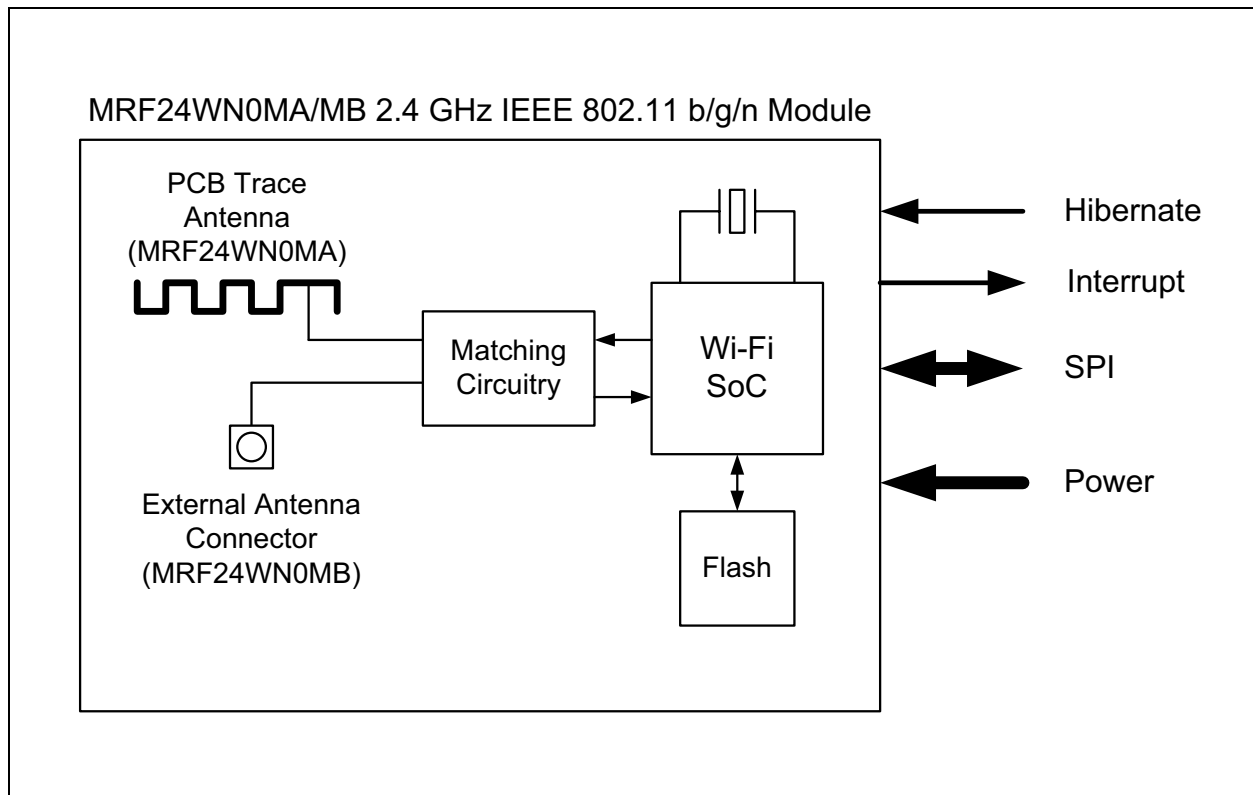 MRF24WN0MA/MB 2.4 GHz IEEE 802.11 b/g/n Module
PCB Trace
Antenna
(MRF24WN0MA)
Matching
Circuitry
Wi-Fi
SoC
Flash
External Antenna
Connector
(MRF24WN0MB)
Hibernate
Interrupt
SPI
Power